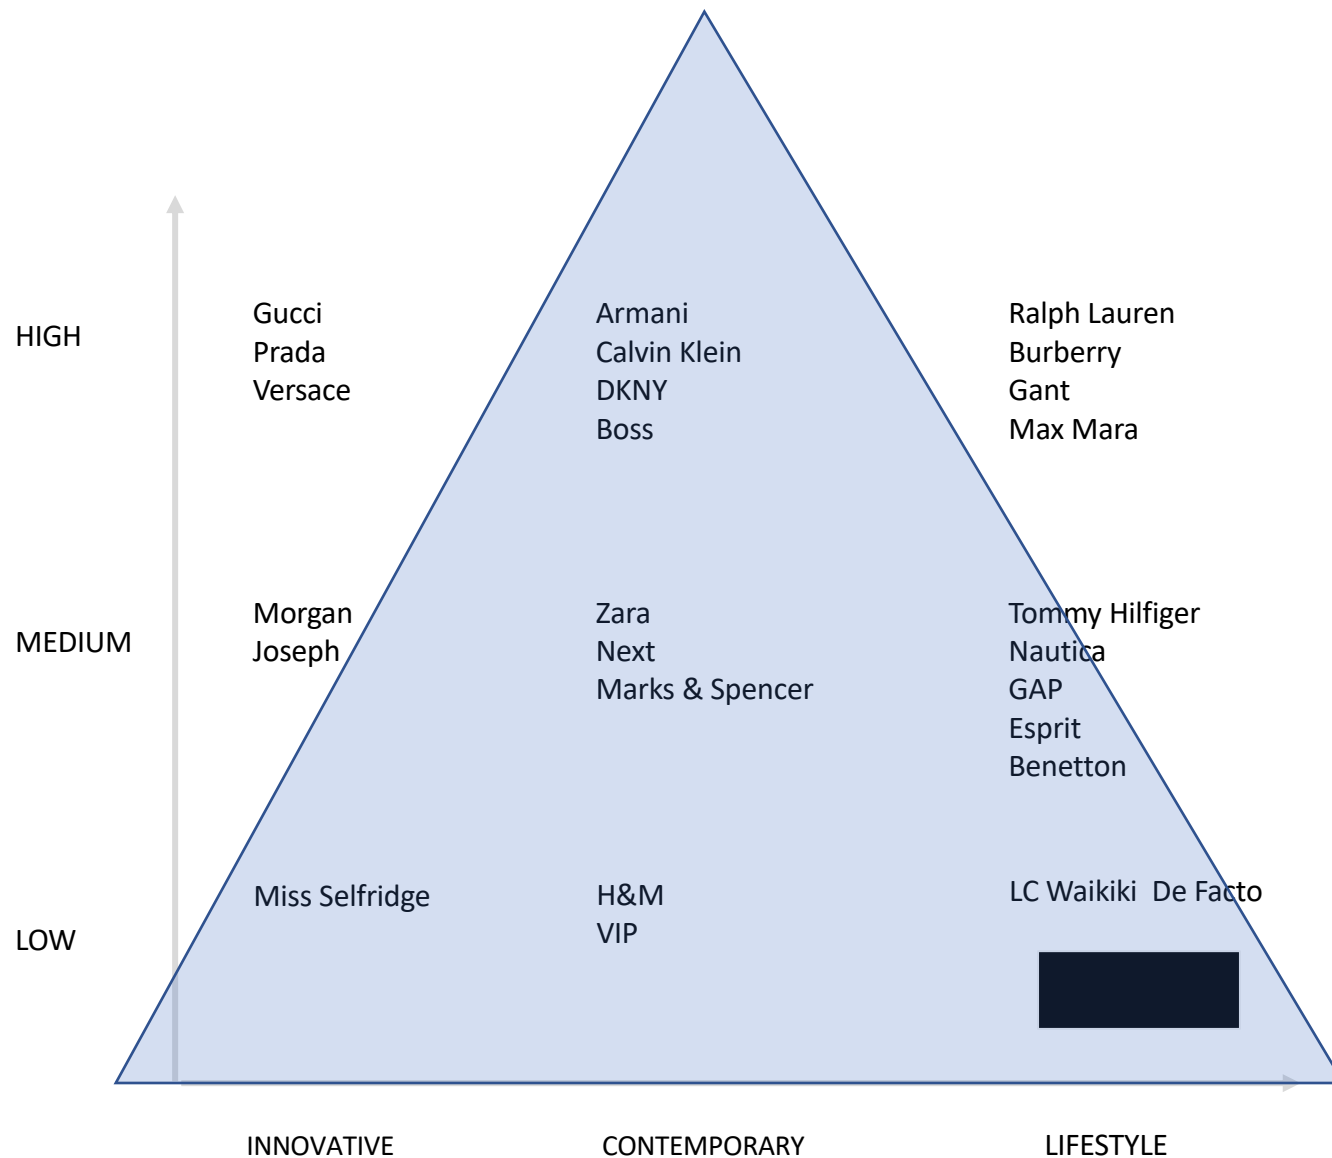 HIGH
Gucci
Prada
Versace
Armani
Calvin Klein
DKNY
Boss
Ralph Lauren
Burberry
Gant
Max Mara
MEDIUM
Morgan
Joseph
Zara
Next
Marks & Spencer
Tommy Hilfiger
Nautica
GAP
Esprit
Benetton
LOW
Miss Selfridge
H&M
VIP
LC Waikiki  De Facto
INNOVATIVE
CONTEMPORARY
LIFESTYLE